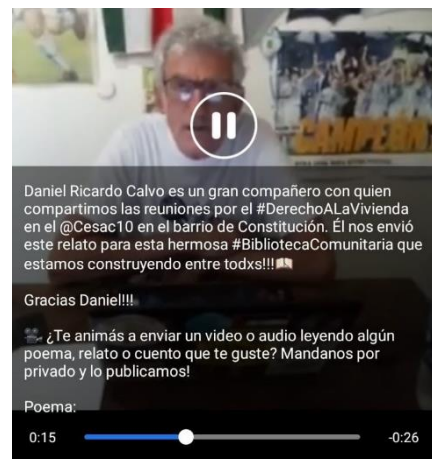 CAMPEÓN
Daniel Ricardo Calvo es un gran compañero con quien
compartimos las reuniones por el #DerechoALaVivienda
en el @Cesac10 en el barrio de Constitución. Él nos envió
este relato para esta hermosa #BibliotecaComunitaria que
estamos construyendo entre todxs!!!
Gracias Daniel!!!
¿Te animás a enviar un video o audio leyendo algún
poema, relato o cuento que te guste? Mandanos por
privado y lo publicamos!
Poema:
0:15
-0:26